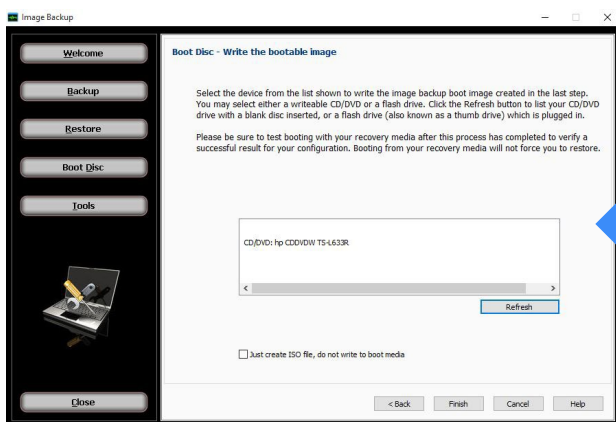 Image Backup
Welcome
Backup
Restore
Boot Disc
Tools
Close
Boot Disc - Write the bootable image
Select the device from the list shown to write the image backup boot image created in the last step.
You may select either a writeable CD/DVD or a flash drive. Click the Refresh button to list your CD/DVD
drive with a blank disc inserted, or a flash drive (also known as a thumb drive) which is plugged in.
Please be sure to test booting with your recovery media after this process has completed to verify a
successful result for your configuration. Booting from your recovery media will not force you to restore.
CD/DVD: hp CDDVDW TS-L633R
Refresh
Just create ISO file, do not write to boot media
< Back Finish Cancel Help